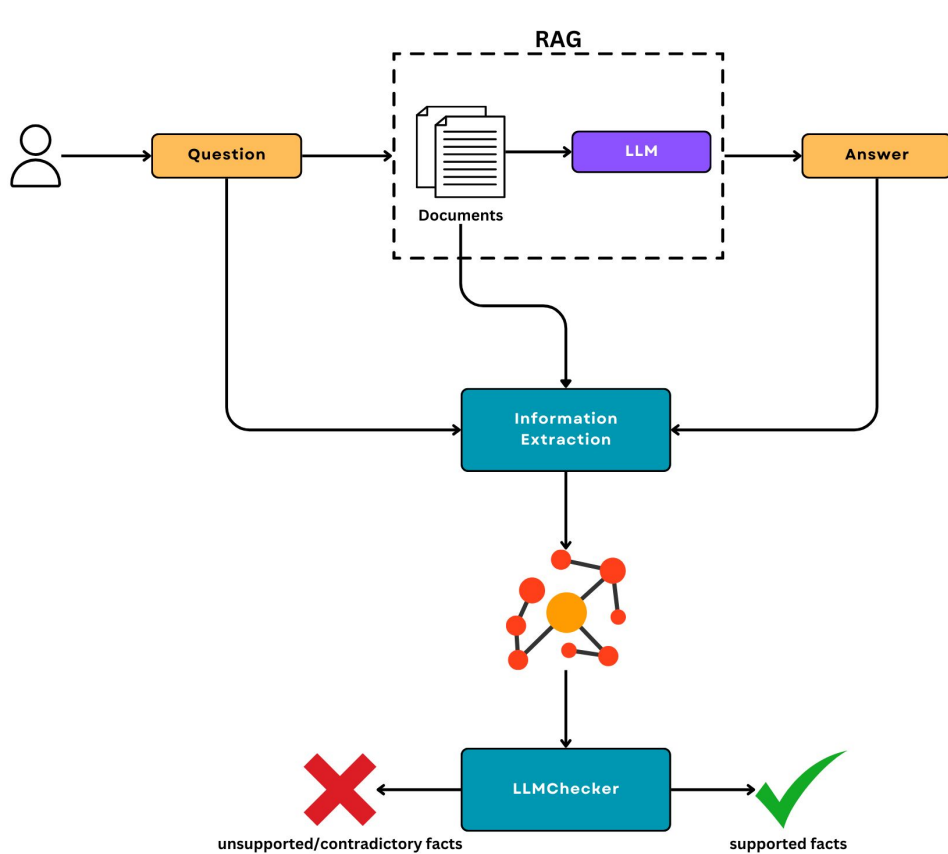 RAG
Question
LLM
Answer
Documents
Information
Extraction
LLMChecker
unsupported/contradictory facts
supported facts